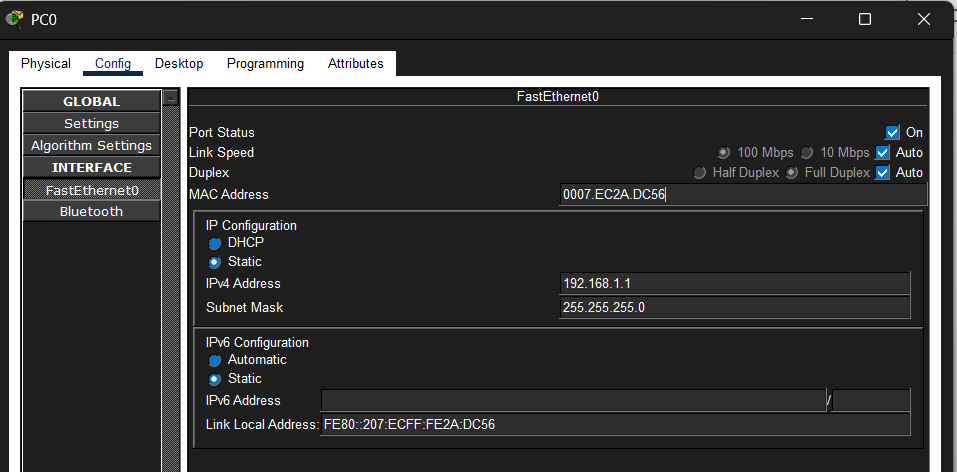 PC0
Physical Config Desktop Programming Attributes
GLOBAL
Settings
Algorithm Settings
INTERFACE
FastEthernet0
Bluetooth
FastEthernet0
Port Status On
Link Speed 100 Mbps 10 Mbps Auto
Duplex Half Duplex Full Duplex Auto
MAC Address 0007.EC2A.DC56
IP Configuration
DHCP
Static
IPv4 Address 192.168.1.1
Subnet Mask 255.255.255.0
IPv6 Configuration
Automatic
Static
IPv6 Address /
Link Local Address: FE80::207:ECFF:FE2A:DC56